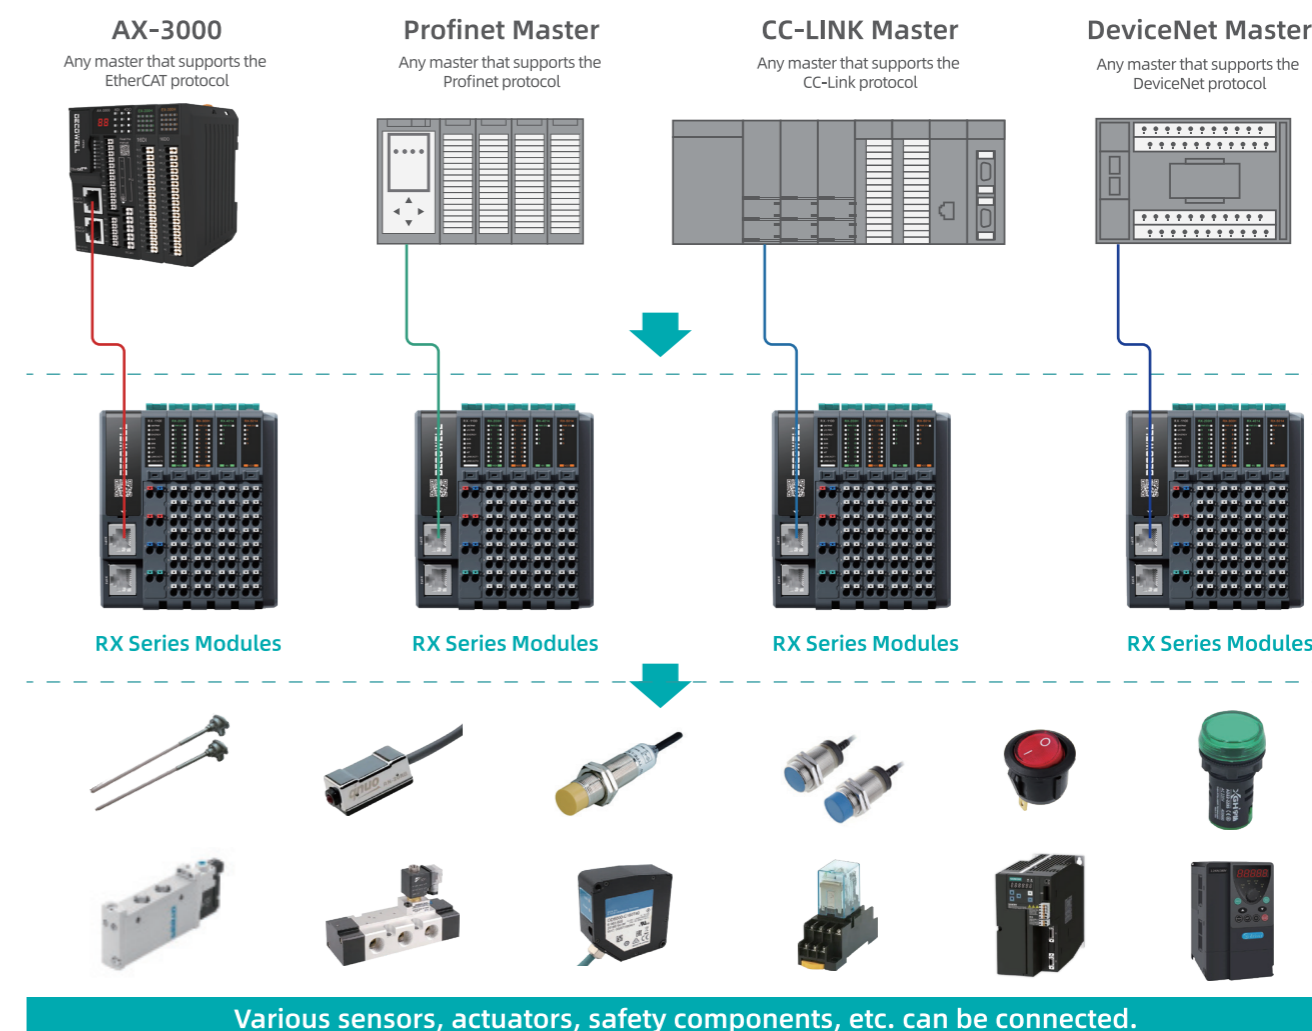 AX-3000
Any master that supports the
EtherCAT protocol
Profinet Master
Any master that supports the
Profinet protocol
CC-LINK Master
Any master that supports the
CC-Link protocol
DeviceNet Master
Any master that supports the
DeviceNet protocol
GECOWELL
RX Series Modules
RX Series Modules
RX Series Modules
RX Series Modules
Various sensors, actuators, safety components, etc. can be connected.